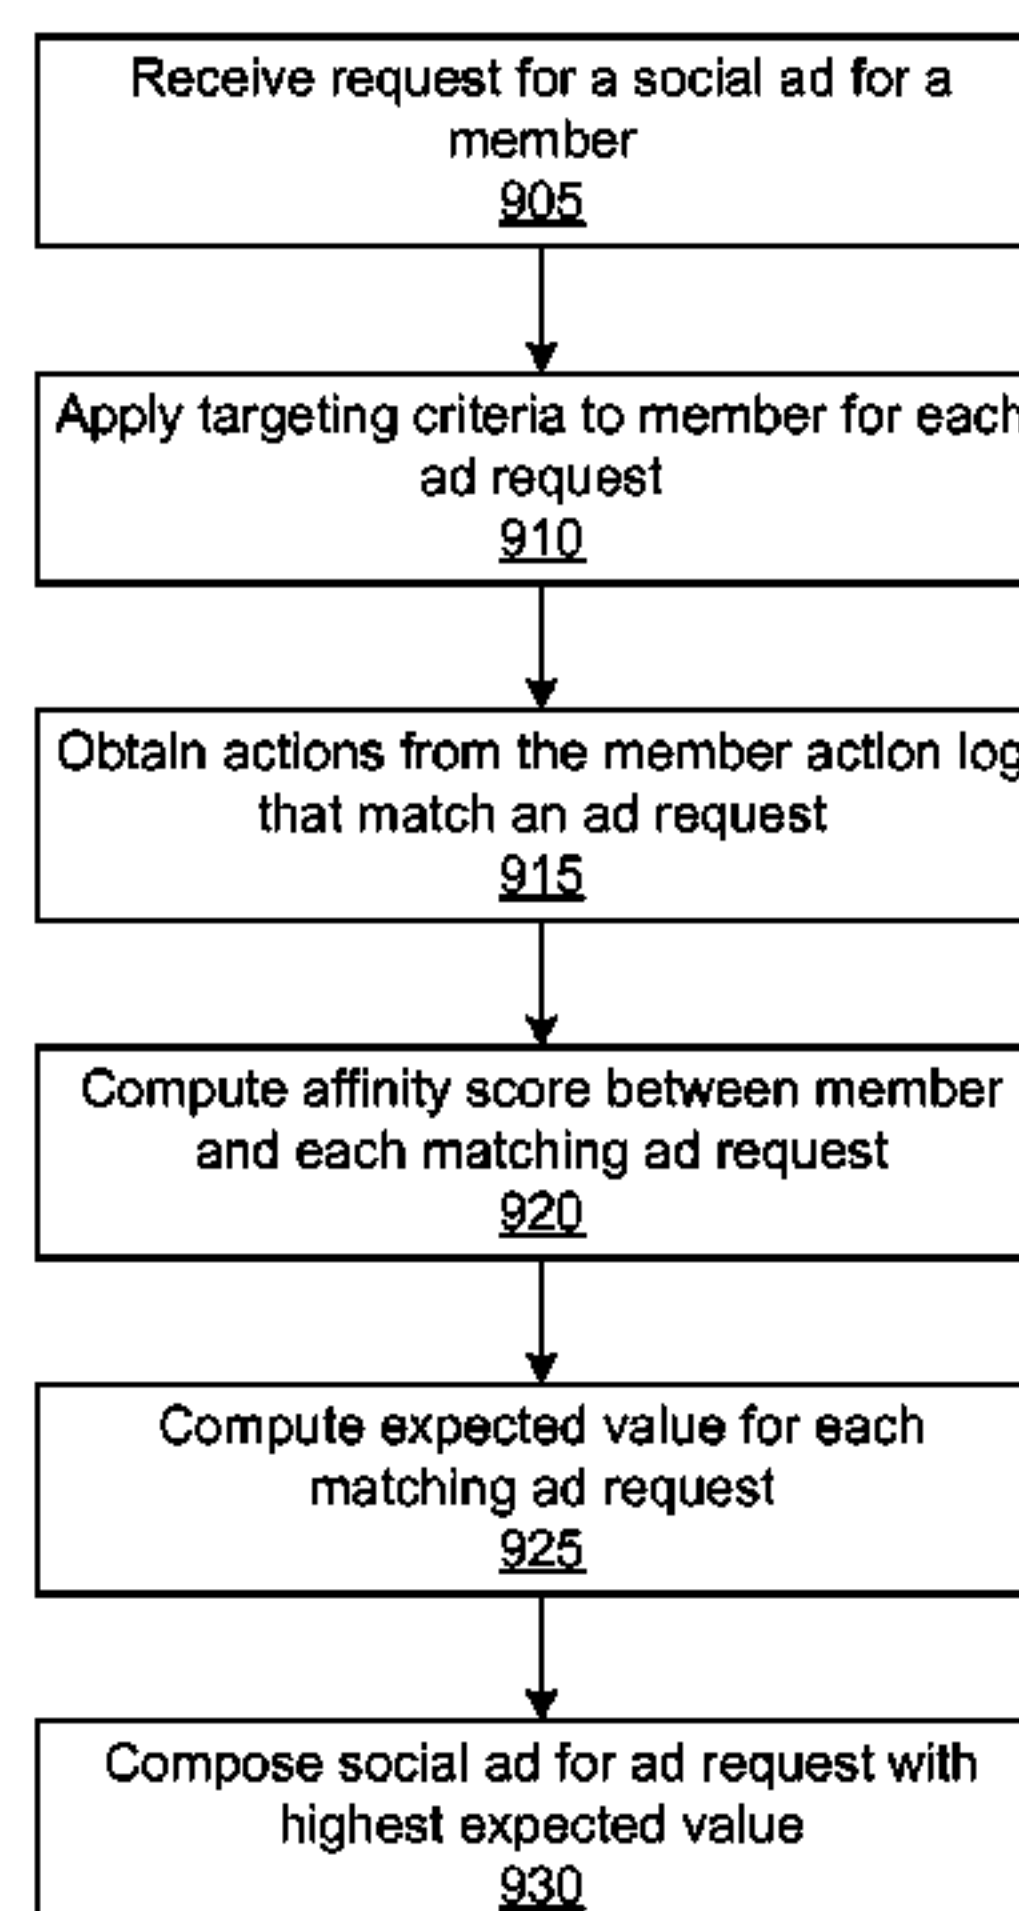 Receive request for a social ad for a
member
905
Apply targeting criteria to member for each
ad request
910
Obtain actions from the member action log
that match an ad request
915
Compute affinity score between member
and each matching ad request
920
Compute expected value for each
matching ad request
925
Compose social ad for ad request with
highest expected value
930